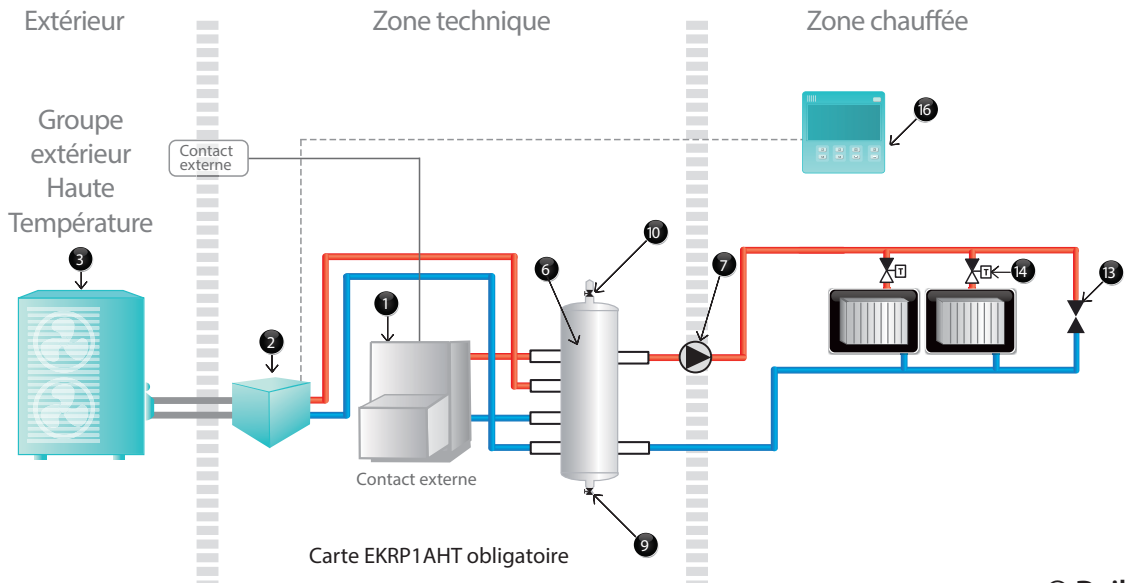 Extérieur
Zone technique
Zone chauffée
Groupe
extérieur
Haute
Température
Contact
externe
16
3
10
6
7
14
13
1
2
T
T
Contact externe
9
Carte EKRP1AHT obligatoire